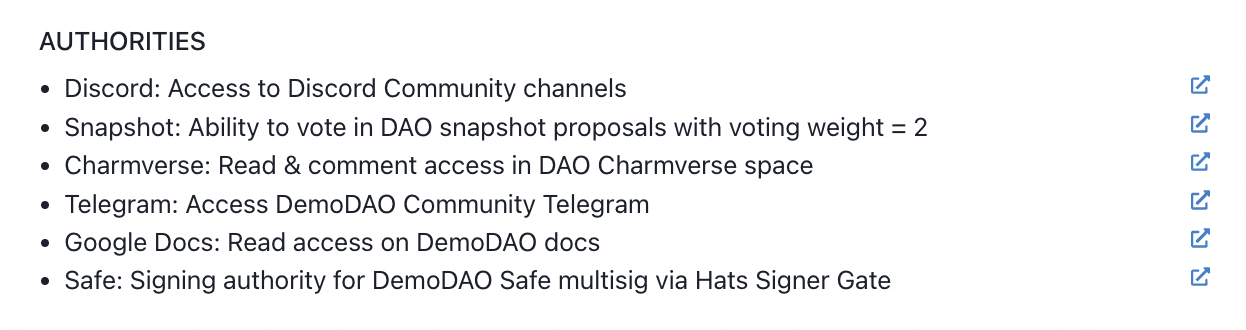 AUTHORITIES
• Discord: Access to Discord Community channels
• Snapshot: Ability to vote in DAO snapshot proposals with voting weight = 2
• Charmverse: Read & comment access in DAO Charmverse space
• Telegram: Access DemoDAO Community Telegram
• Google Docs: Read access on DemoDAO docs
• Safe: Signing authority for DemoDAO Safe multisig via Hats Signer Gate